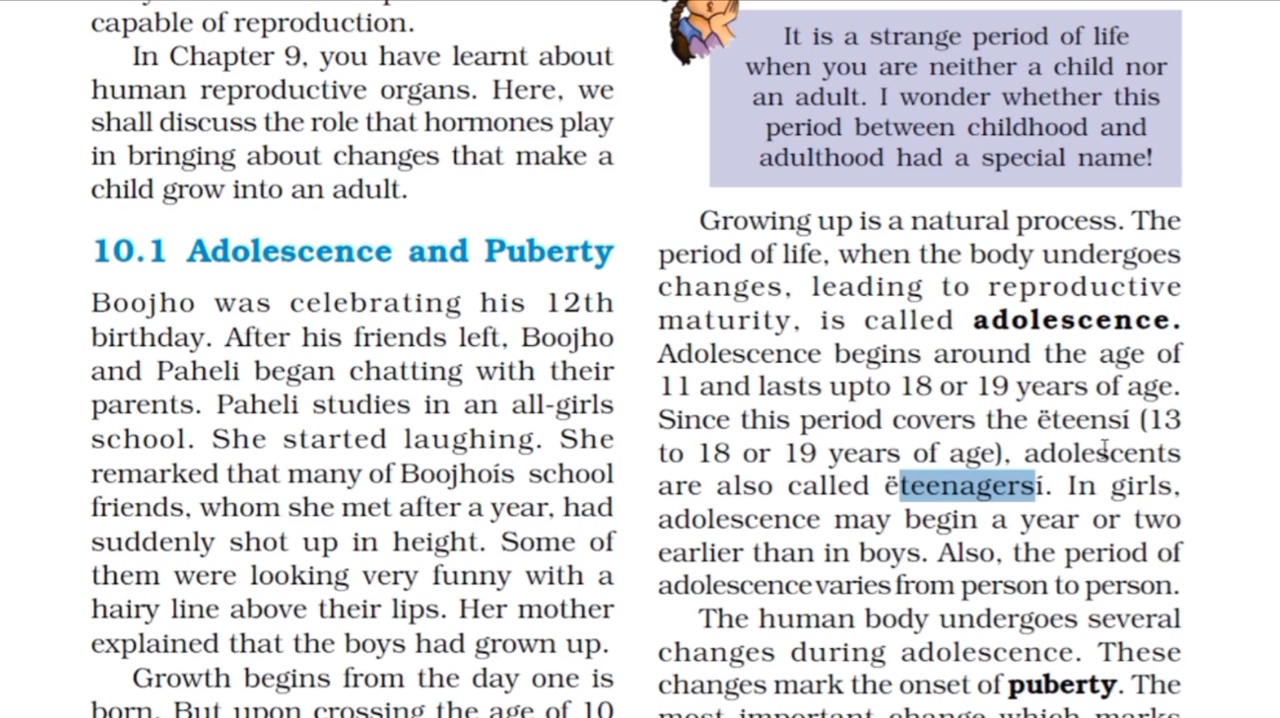 capable of reproduction.
In Chapter 9, you have learnt about
human reproductive organs. Here, we
shall discuss the role that hormones play
in bringing about changes that make a
child grow into an adult.
10.1 Adolescence and Puberty
Boojho was celebrating his 12th
birthday. After his friends left, Boojho
and Paheli began chatting with their
parents. Paheli studies in an all-girls
school. She started laughing. She
remarked that many of Boojhoís school
friends, whom she met after a year, had
suddenly shot up in height. Some of
them were looking very funny with a
hairy line above their lips. Her mother
explained that the boys had grown up.
Growth begins from the day one is
born. But upon crossing the age of 10
It is a strange period of life
when you are neither a child nor
an adult. I wonder whether this
period between childhood and
adulthood had a special name!
Growing up is a natural process. The
period of life, when the body undergoes
changes, leading to reproductive
maturity, is called adolescence.
Adolescence begins around the age of
11 and lasts upto 18 or 19 years of age.
Since this period covers the ëteensí (13
to 18 or 19 years of age), adolescents
are also called ëteenagersí. In girls,
adolescence may begin a year or two
earlier than in boys. Also, the period of
adolescence varies from person to person.
The human body undergoes several
changes during adolescence. These
changes mark the onset of puberty. The
most important change which marks